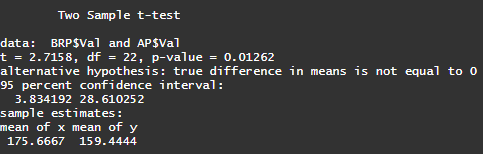 Two Sample t-test
data:  BRP$Val and AP$Val
t = 2.7158, df = 22, p-value = 0.01262
alternative hypothesis: true difference in means is not equal to 0
95 percent confidence interval:
3.834192 28.610252
sample estimates:
mean of x mean of y
175.6667  159.4444